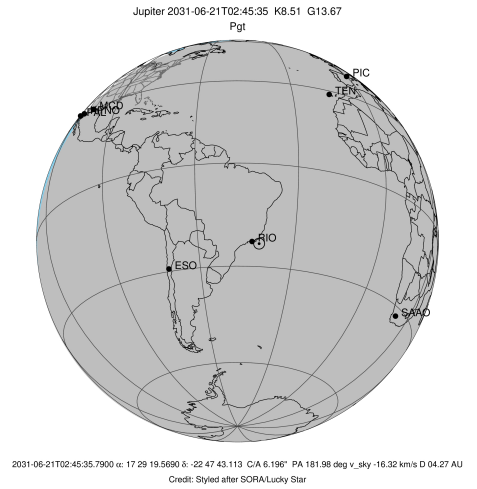 Jupiter 2031-06-21T02:45:35 K8.51 G13.67
Pgt
PIC
TEN
MCD
RIO
ESO
SAAO
2031-06-21T02:45:35.7900 α: 17 29 19.5690 δ: -22 47 43.113 C/A 6.196" PA 181.98 deg v_sky -16.32 km/s D 04.27 AU
Credit: Styled after SORA/Lucky Star